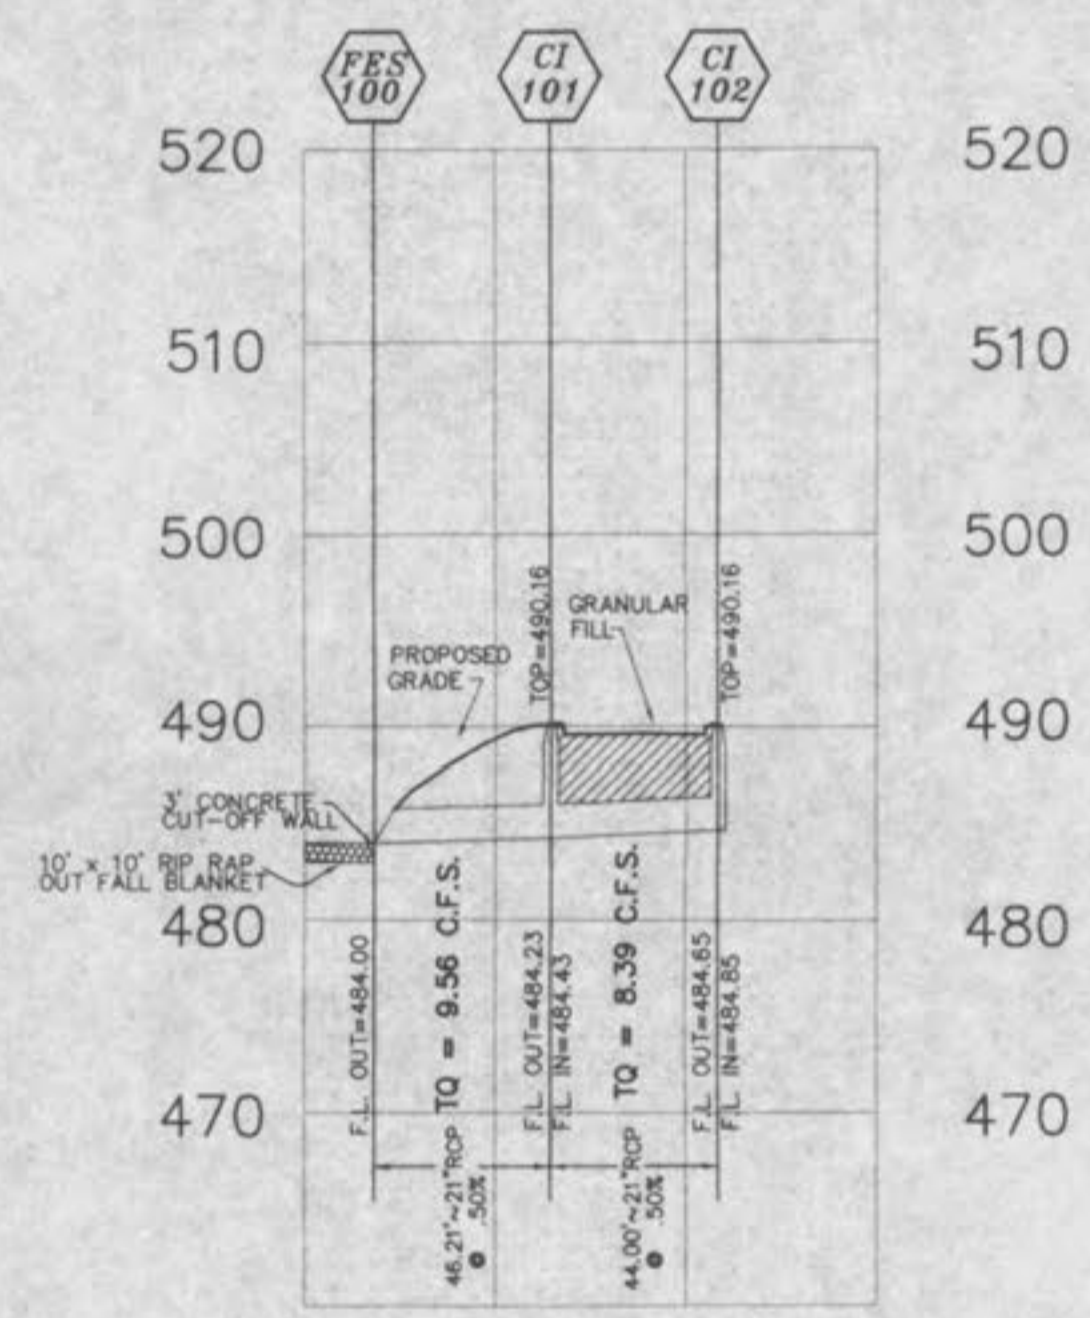 FES
100
CI
101
CI
102
520
520
510
510
500
500
TOP=490.16
GRANULAR
FILL
TOP=490.16
PROPOSED
GRADE
490
490
3' CONCRETE
CUT-OFF WALL
10' x 10' RIP RAP
OUT FALL BLANKET
480
480
F.L. OUT=484.00
TQ = 9.56 C.F.S.
F.L. OUT=484.23
F.L. IN=484.43
TQ = 8.39 C.F.S.
F.L. OUT=484.65
F.L. IN=484.85
470
470
46.21'~21"RCP
@ .50%
44.00'~21"RCP
@ .50%